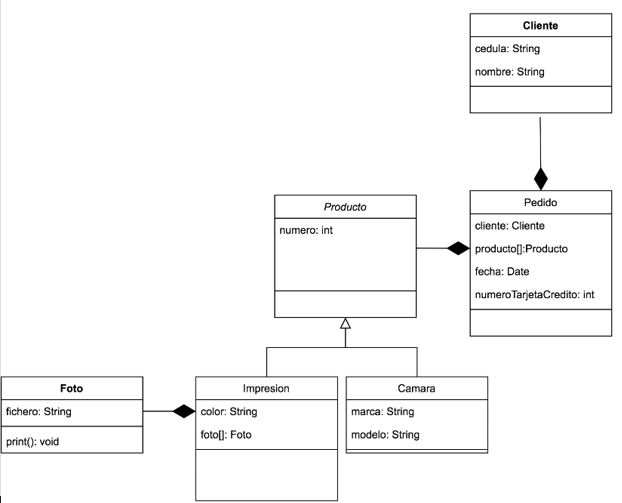 Cliente
cedula: String
nombre: String
Producto
numero: int
Pedido
cliente: Cliente
producto[]:Producto
fecha: Date
numeroTarjetaCredito: int
Foto
fichero: String
print(): void
Impresion
color: String
foto[]: Foto
Camara
marca: String
modelo: String